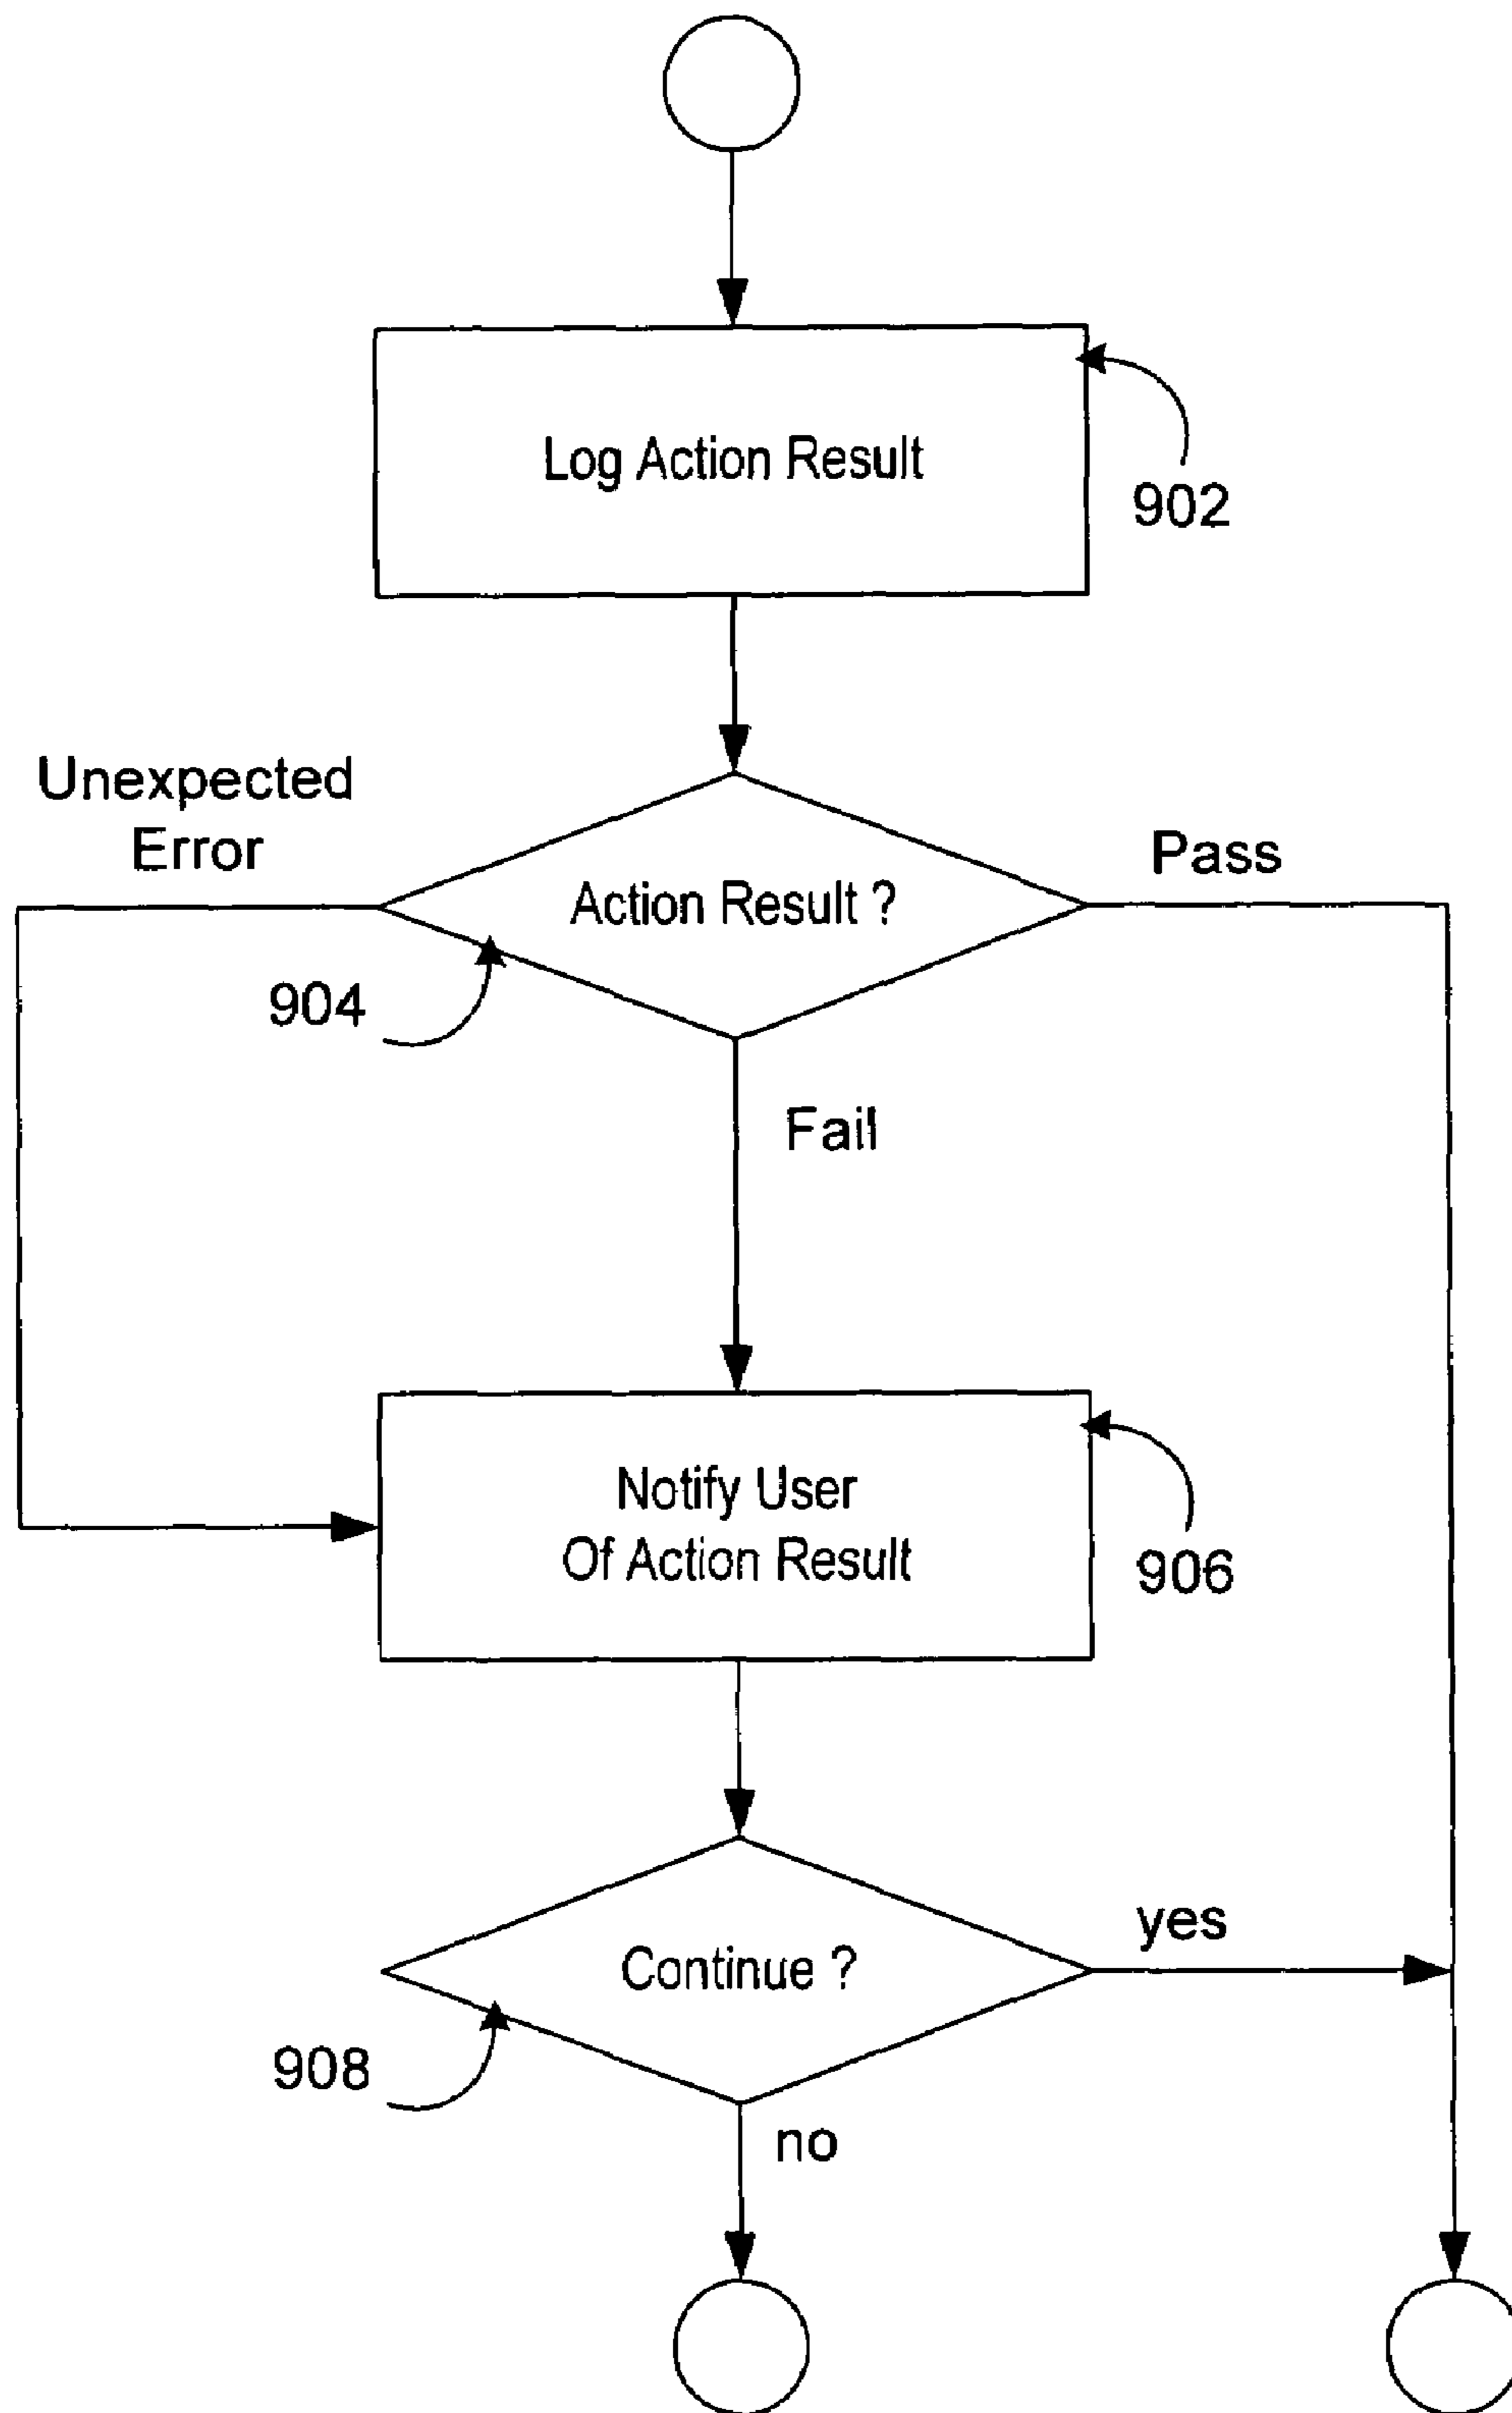 Log Action Result
902
Unexpected
Error
Pass
Action Result ?
904
Fail
Notify User
Of Action Result
906
yes
Continue ?
908
no